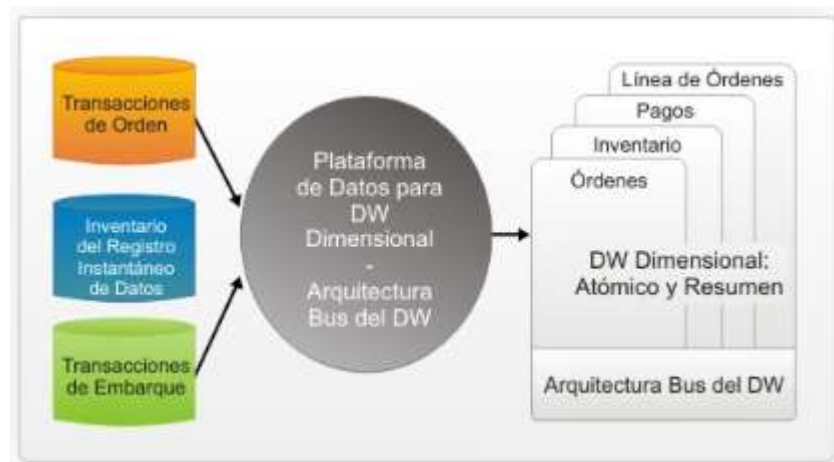 Transacciones
de Orden
Inventario
del Registro
Instantáneo
de Datos
Transacciones
de Embarque
Plataforma
de Datos para
DW
Dimensional
-
Arquitectura
Bus del DW
Línea de Órdenes
Pagos
Inventario
Órdenes
DW Dimensional:
Atómico y Resumen
Arquitectura Bus del DW